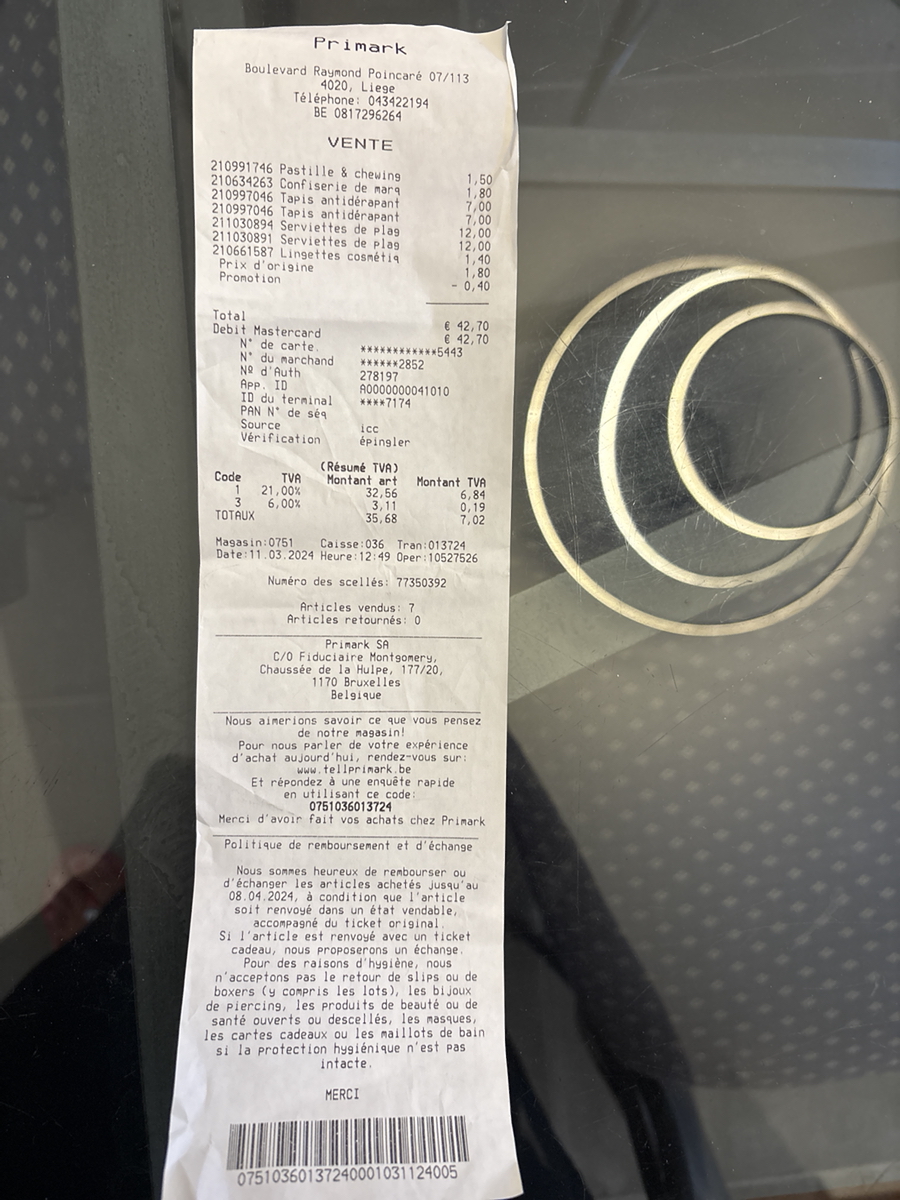 Primark
Boulevard Raymond Poincaré 07/113
4020, Liege
Téléphone: 043422194
BE 0817296264
VENTE
210991746 Pastille & chewing 1,50
210634263 Confiserie de marq 1,80
210997046 Tapis antidérapant 7,00
210997046 Tapis antidérapant 7,00
211030894 Serviettes de plag 12,00
211030891 Serviettes de plag 12,00
210661587 Lingettes cosmétiq 1,40
Prix d'origine 1,80
Promotion - 0,40
Total € 42,70
Debit Mastercard € 42,70
N° de carte. ************5443
N° du marchand ******2852
Nº d'Auth 278197
App. ID A0000000041010
ID du terminal ****7174
PAN N° de séq
Source icc
Vérification épingler
(Résumé TVA)
Code TVA Montant art Montant TVA
1 21,00% 32,56 6,84
3 6,00% 3,11 0,19
TOTAUX 35,68 7,02
Magasin:0751 Caisse:036 Tran:013724
Date:11.03.2024 Heure:12:49 Oper:10527526
Numéro des scellés: 77350392
Articles vendus: 7
Articles retournés: 0
Primark SA
C/O Fiduciaire Montgomery,
Chaussée de la Hulpe, 177/20,
1170 Bruxelles
Belgique
Nous aimerions savoir ce que vous pensez
de notre magasin!
Pour nous parler de votre expérience
d'achat aujourd'hui, rendez-vous sur:
www.tellprimark.be
Et répondez à une enquête rapide
en utilisant ce code:
0751036013724
Merci d'avoir fait vos achats chez Primark
Politique de remboursement et d'échange
Nous sommes heureux de rembourser ou
d'échanger les articles achetés jusqu'au
08.04.2024, à condition que l'article
soit renvoyé dans un état vendable,
accompagné du ticket original.
Si l'article est renvoyé avec un ticket
cadeau, nous proposerons un échange.
Pour des raisons d'hygiène, nous
n'acceptons pas le retour de slips ou de
boxers (y compris les lots), les bijoux
de piercing, les produits de beauté ou de
santé ouverts ou descellés, les masques,
les cartes cadeaux ou les maillots de bain
si la protection hygiénique n'est pas
intacte.
MERCI
07510360137240001031124005